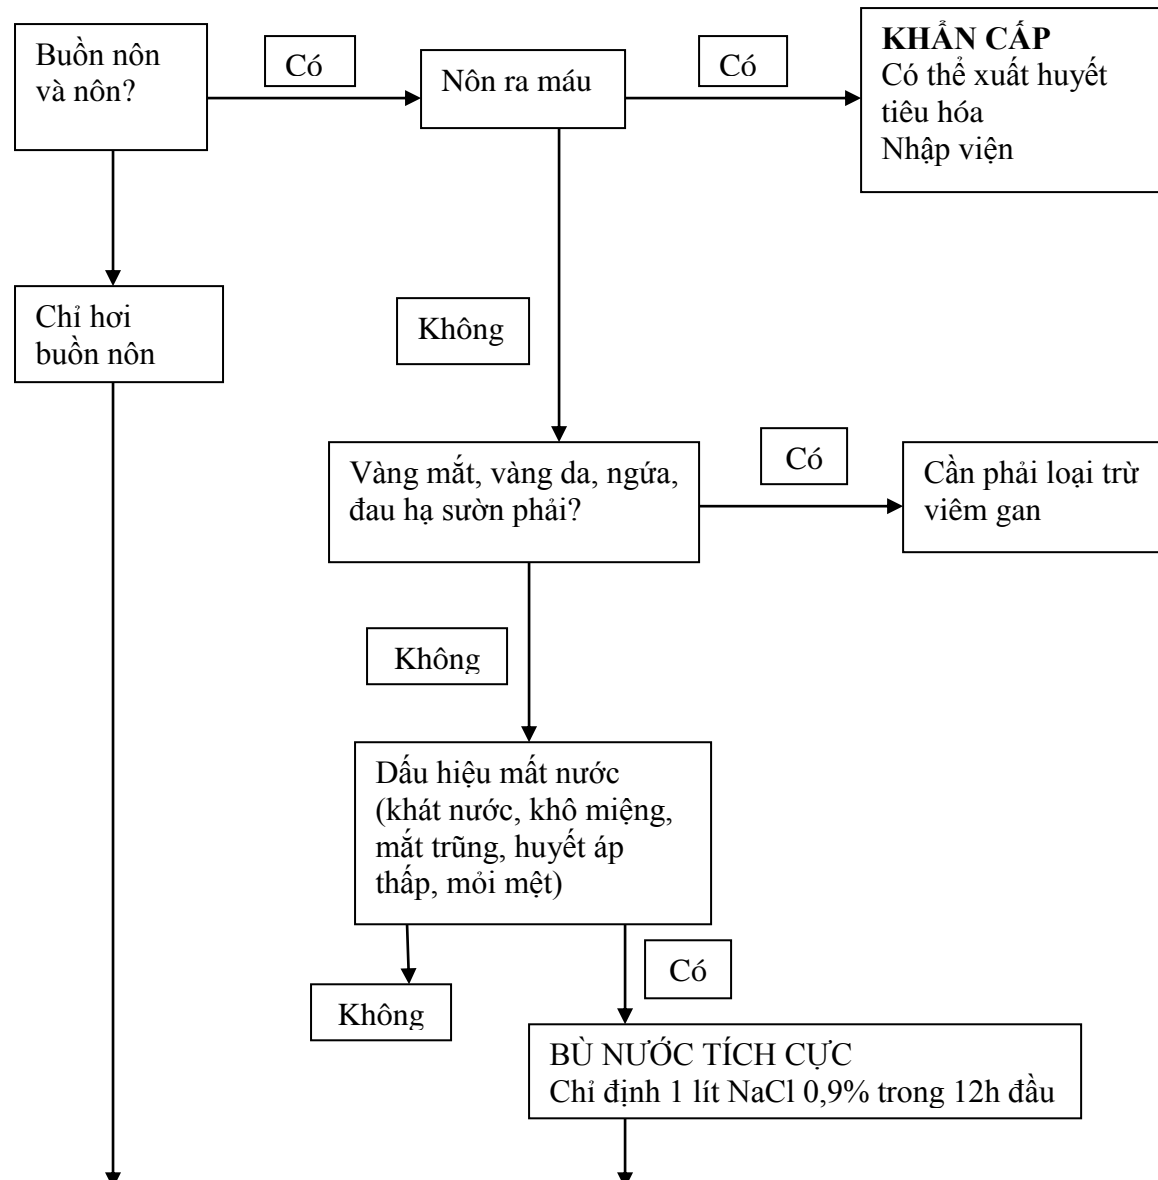 Buồn nôn
và nôn?
Có
Nôn ra máu
Có
KHẨN CẤP
Có thể xuất huyết
tiêu hóa
Nhập viện
Chỉ hơi
buồn nôn
Không
Vàng mắt, vàng da, ngứa,
đau hạ sườn phải?
Có
Cần phải loại trừ
viêm gan
Không
Dấu hiệu mất nước
(khát nước, khô miệng,
mắt trũng, huyết áp
thấp, mỏi mệt)
Không
Có
BÙ NƯỚC TÍCH CỰC
Chỉ định 1 lít NaCl 0,9% trong 12h đầu